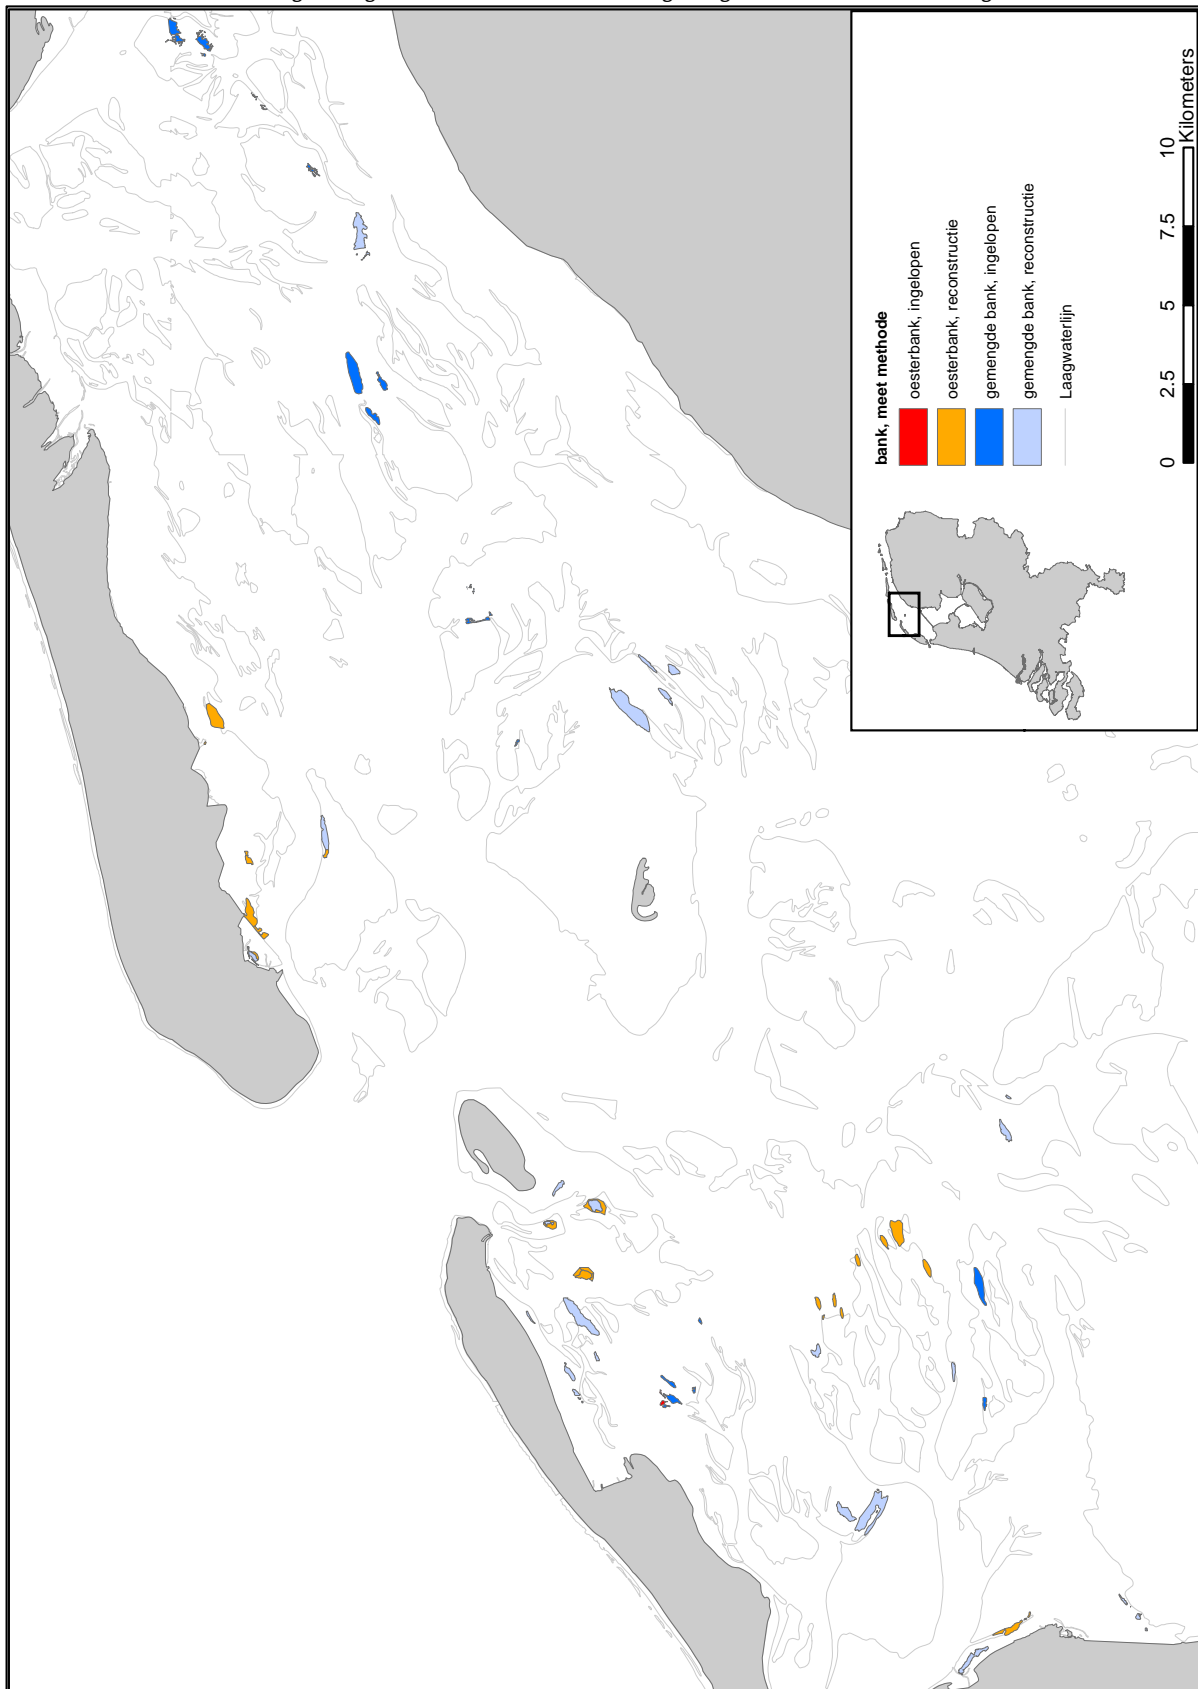 bank, meet methode
oesterbank, ingelopen
oesterbank, reconstructie
gemengde bank, ingelopen
gemengde bank, reconstructie
Laagwaterlijn
0 2.5 5 7.5 10
Kilometers